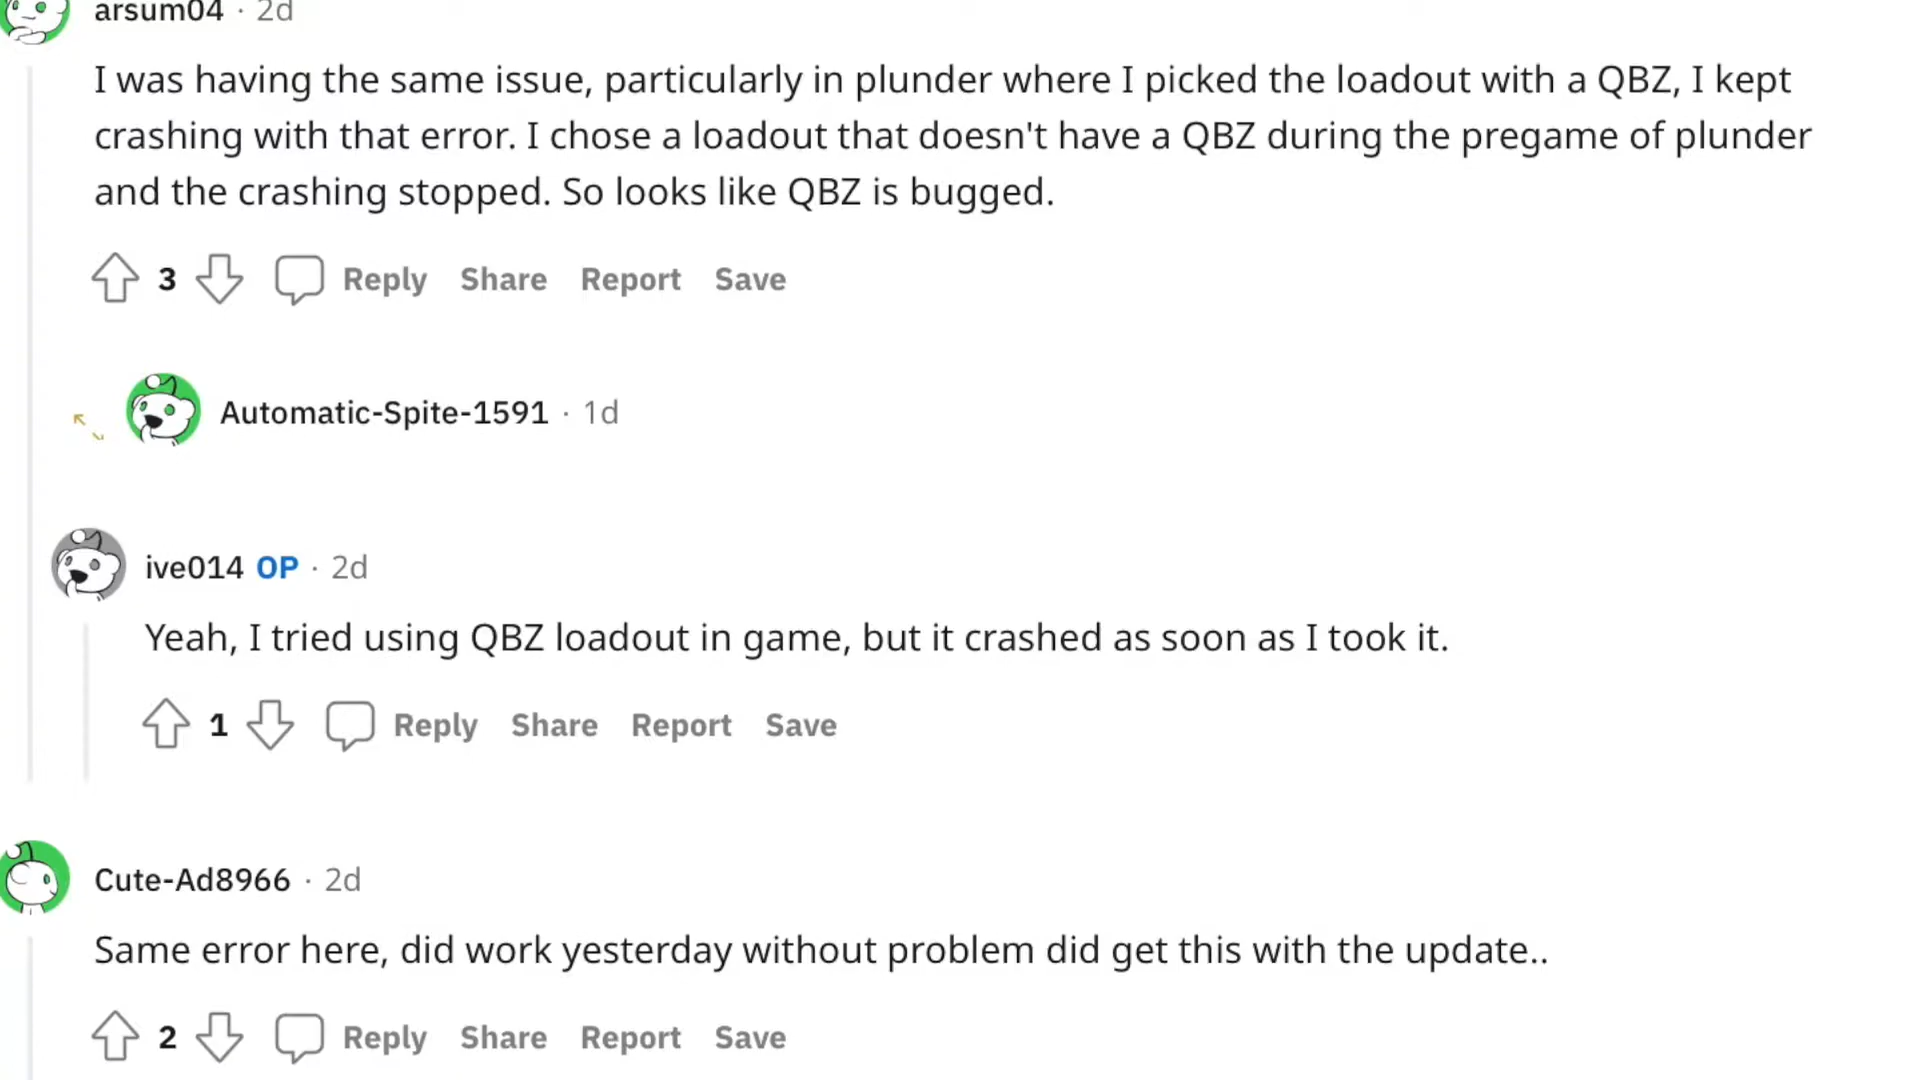 arsum04 · 2d
I was having the same issue, particularly in plunder where I picked the loadout with a QBZ, I kept
crashing with that error. I chose a loadout that doesn't have a QBZ during the pregame of plunder
and the crashing stopped. So looks like QBZ is bugged.
3 Reply Share Report Save
Automatic-Spite-1591 · 1d
ive014 OP · 2d
Yeah, I tried using QBZ loadout in game, but it crashed as soon as I took it.
1 Reply Share Report Save
Cute-Ad8966 · 2d
Same error here, did work yesterday without problem did get this with the update..
2 Reply Share Report Save